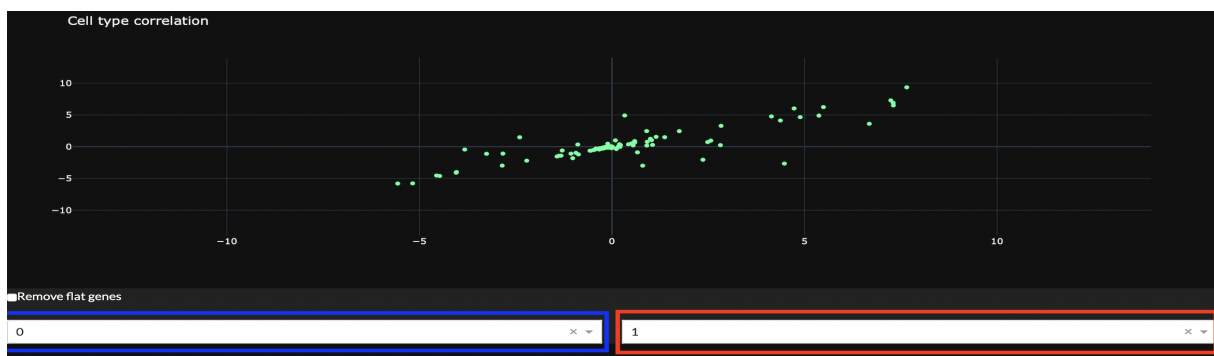 Cell type correlation
10
5
0
−5
−10
−10 −5 0 5 10
Remove flat genes
0 × 1 ×